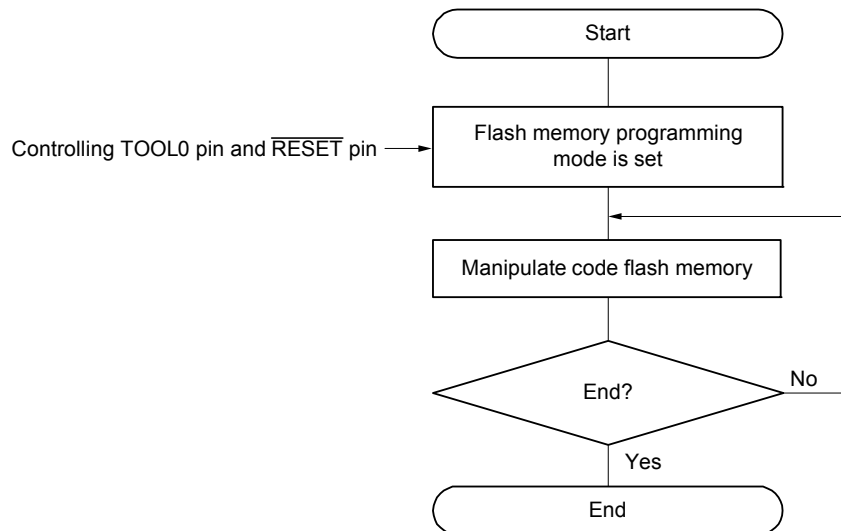 Start
Controlling TOOL0 pin and RESET pin
Flash memory programming
mode is set
Manipulate code flash memory
End?
No
Yes
End